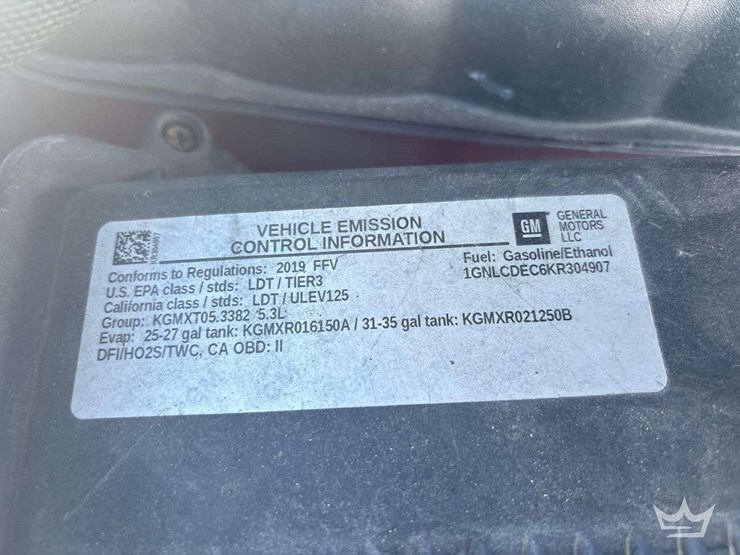 VEHICLE EMISSION
CONTROL INFORMATION
GM
GENERAL
MOTORS
LLC
Conforms to Regulations: 2019 FFV
Fuel: Gasoline/Ethanol
U.S. EPA class / stds: LDT / TIER3
1GNLCDEC6KR304907
California class / stds: LDT / ULEV125
Group: KGMXT05.3382 5.3L
Evap: 25-27 gal tank: KGMXR016150A / 31-35 gal tank: KGMXR021250B
DFI/HO2S/TWC, CA OBD: II